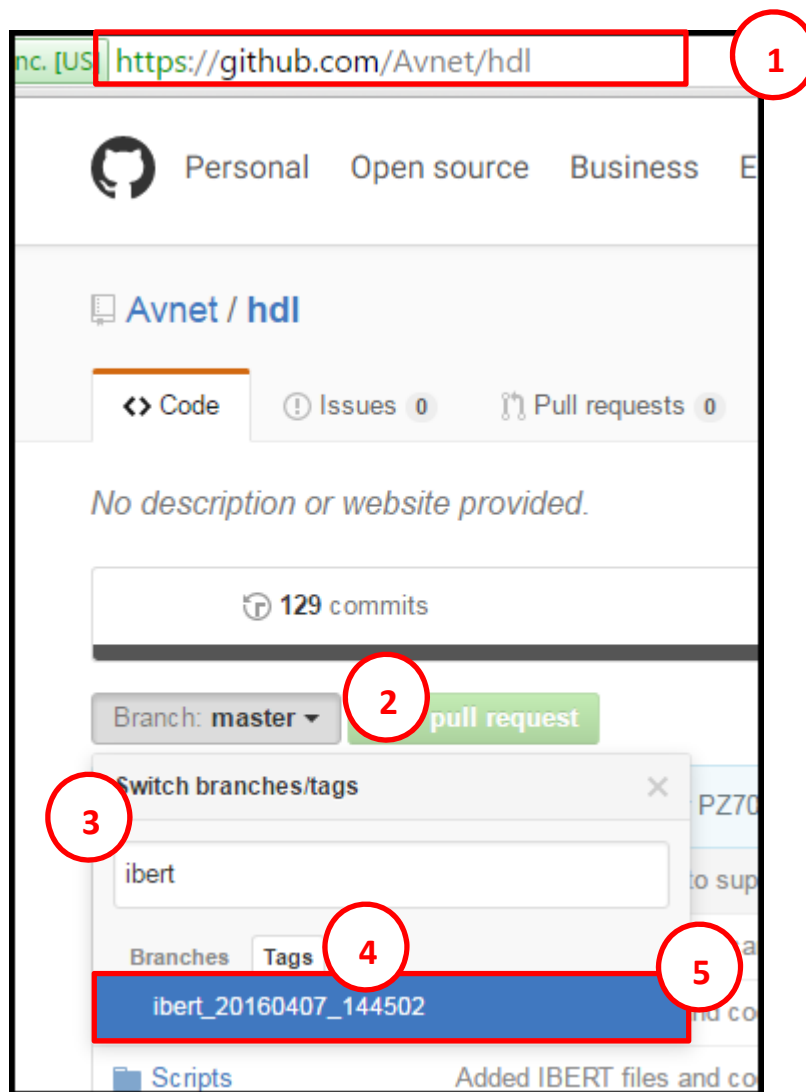 nc. [US] https://github.com/Avnet/hdl
1
Personal Open source Business E
Avnet / hdl
<> Code Issues 0 Pull requests 0
No description or website provided.
129 commits
2
Branch: master pull request
Switch branches/tags
PZ70
3
ibert
to sup
4
Branches Tags
5
ibert_20160407_144502
nd co
Scripts Added IBERT files and co